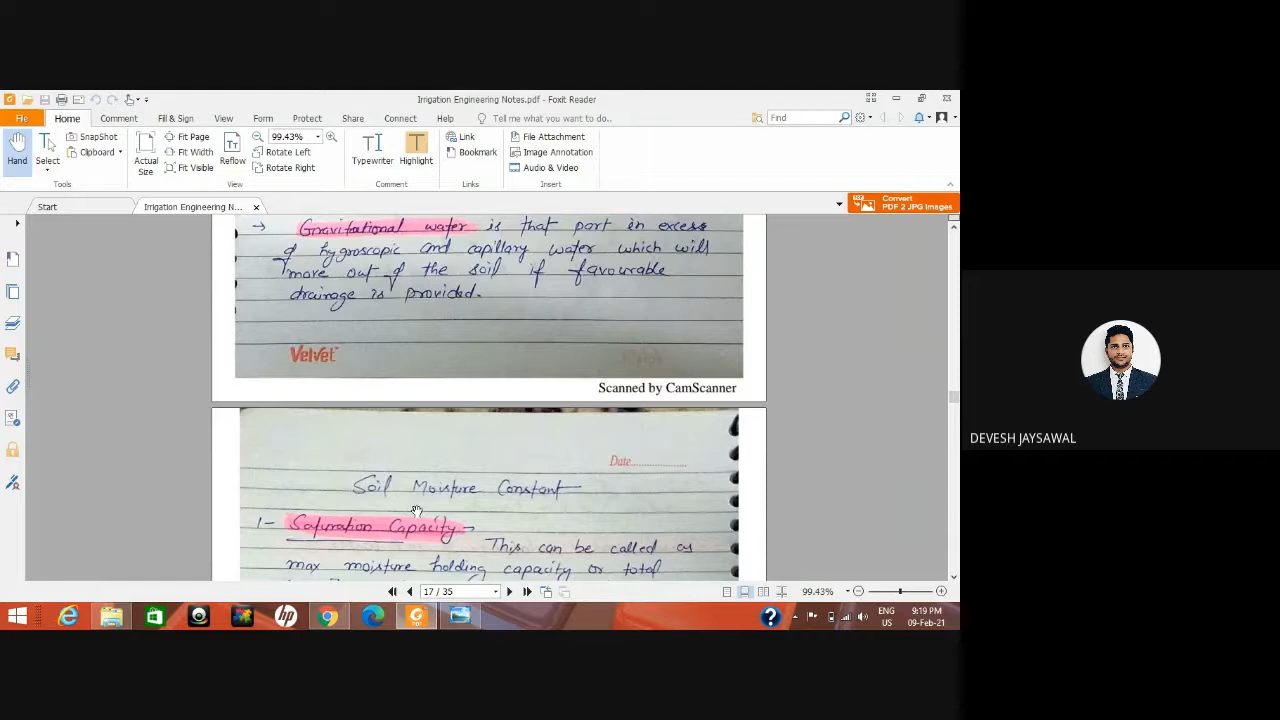 Irrigation Engineering Notes.pdf - Foxit Reader
File Home Comment Fill & Sign View Form Protect Share Connect Help Tell me what you want to do.. Find
Hand
Select
SnapShot
Clipboard
Tools
Actual Size
Fit Page
Fit Width
Fit Visible
Reflow
99.43%
Rotate Left
Rotate Right
View
Typewriter
Highlight
Comment
Link
Bookmark
Links
File Attachment
Image Annotation
Audio & Video
Insert
Start
Irrigation Engineering N...
Convert
PDF 2 JPG Images
→ Gravitational water is that part in excess
of hygroscopic and capillary water which will
move out of the soil if favourable
drainage is provided.
Velvet
Scanned by CamScanner
Date
Soil Moisture Constant
1- Saturation Capacity →
This can be called as
max moisture holding capacity or total
17 / 35
99.43%
ENG
US
9:19 PM
09-Feb-21
DEVESH JAYSAWAL